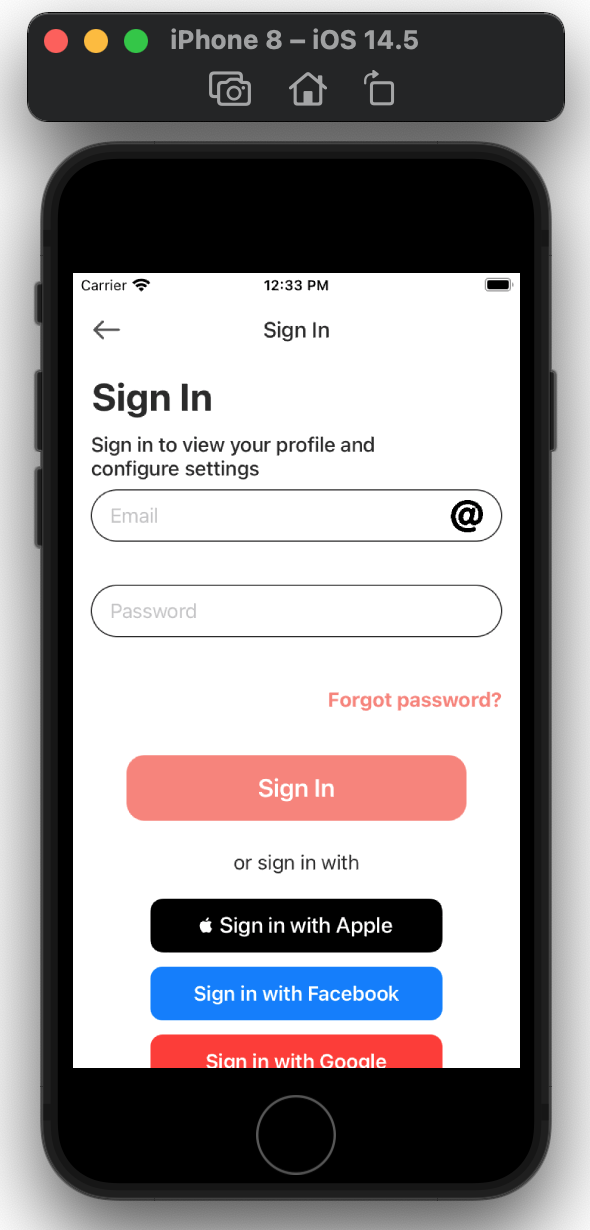 iPhone 8 – iOS 14.5
Carrier 12:33 PM
Sign In
Sign In
Sign in to view your profile and
configure settings
Email @
Password
Forgot password?
Sign In
or sign in with
Sign in with Apple
Sign in with Facebook
Sign in with Google